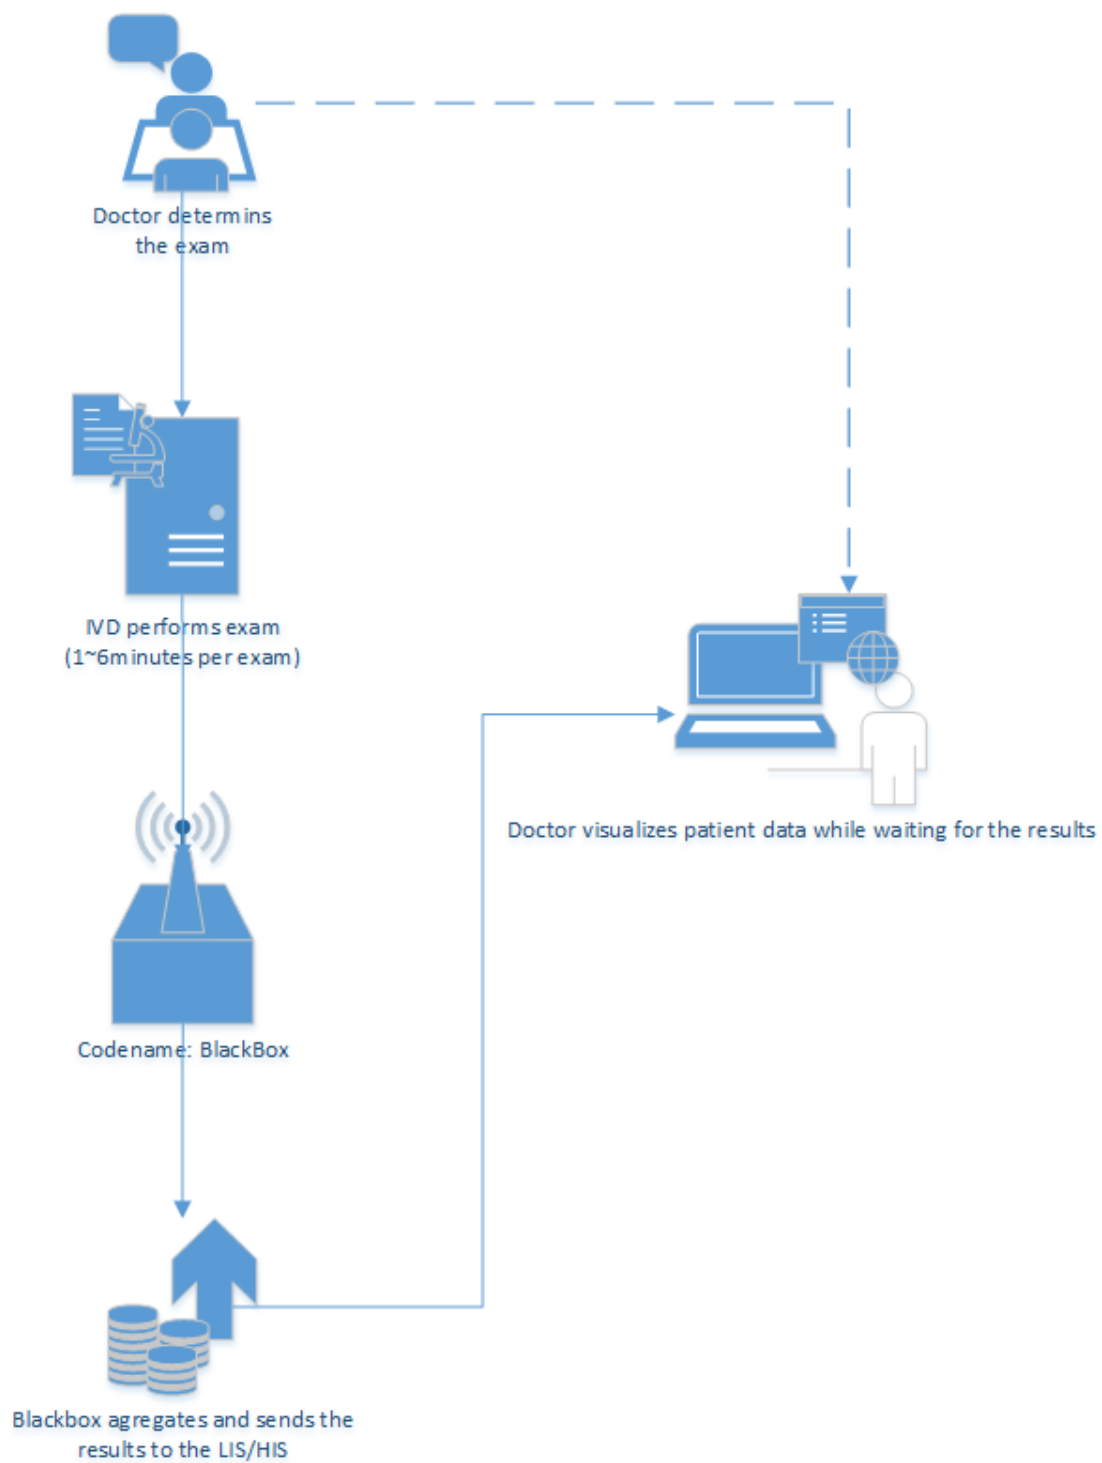 Doctor determins
the exam
IVD performs exam
(1~6minutes per exam)
Doctor visualizes patient data while waiting for the results
Codename: BlackBox
Blackbox agregates and sends the
results to the LIS/HIS